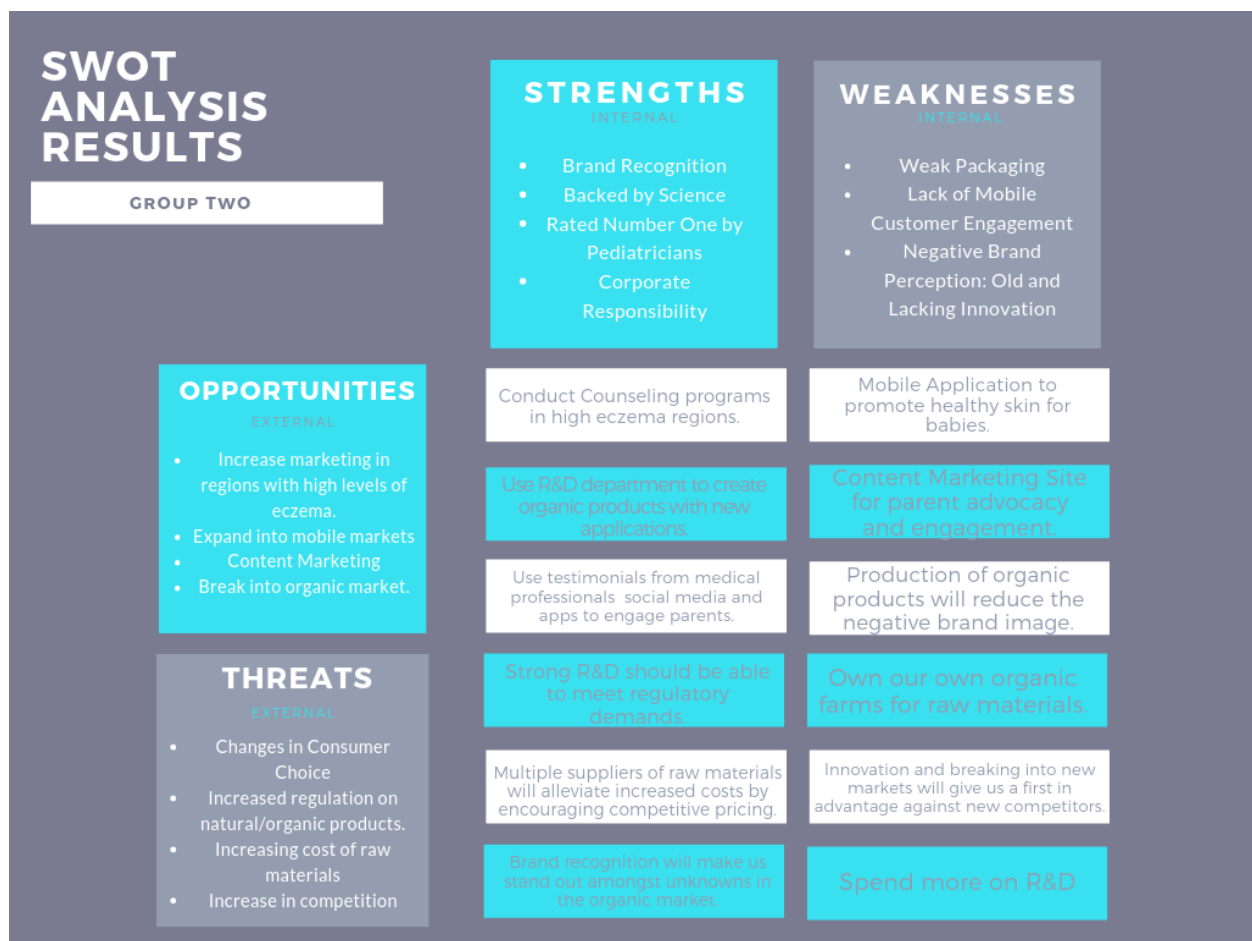 SWOT
ANALYSIS
RESULTS
GROUP TWO
STRENGTHS
INTERNAL
• Brand Recognition
• Backed by Science
• Rated Number One by
Pediatricians
• Corporate
Responsibility
WEAKNESSES
INTERNAL
• Weak Packaging
• Lack of Mobile
Customer Engagement
• Negative Brand
Perception: Old and
Lacking Innovation
OPPORTUNITIES
EXTERNAL
• Increase marketing in
regions with high levels of
eczema.
• Expand into mobile markets
• Content Marketing
• Break into organic market.
Conduct Counseling programs
in high eczema regions.
Mobile Application to
promote healthy skin for
babies.
Use R&D department to create
organic products with new
applications.
Content Marketing Site
for parent advocacy
and engagement.
Use testimonials from medical
professionals social media and
apps to engage parents.
Production of organic
products will reduce the
negative brand image.
THREATS
EXTERNAL
• Changes in Consumer
Choice
• Increased regulation on
natural/organic products.
• Increasing cost of raw
materials
• Increase in competition
Strong R&D should be able
to meet regulatory
demands.
Own our own organic
farms for raw materials.
Multiple suppliers of raw materials
will alleviate increased costs by
encouraging competitive pricing.
Innovation and breaking into new
markets will give us a first in
advantage against new competitors.
Brand recognition will make us
stand out amongst unknowns in
the organic market.
Spend more on R&D